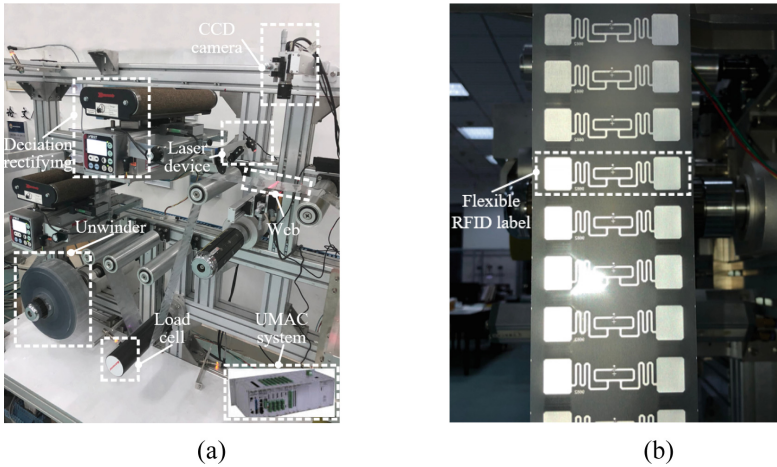 CCD
camera
Deciation
rectifying
Laser
device
Unwinder
Web
Load
cell
UMAC
system
Flexible
RFID label
(a)
(b)